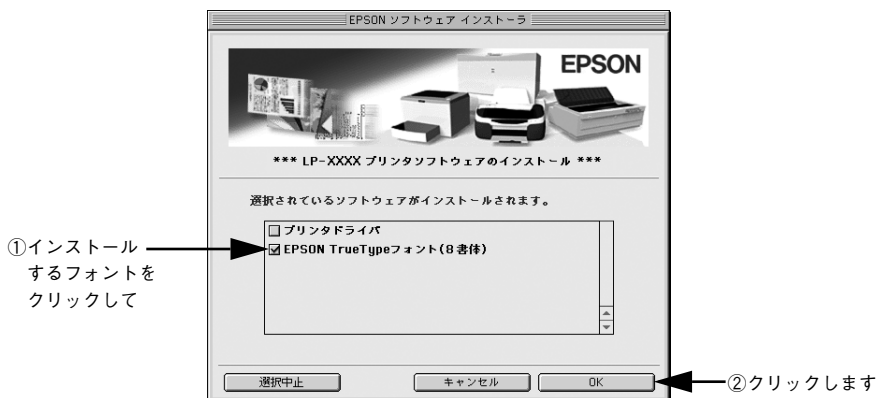 EPSON ソフトウェア インストーラ
EPSON
*** LP-XXXX プリンタソフトウェアのインストール ***
選択されているソフトウェアがインストールされます。
プリンタドライバ
EPSON TrueTypeフォント(8書体)
①インストール
するフォントを
クリックして
選択中止
キャンセル
OK
②クリックします